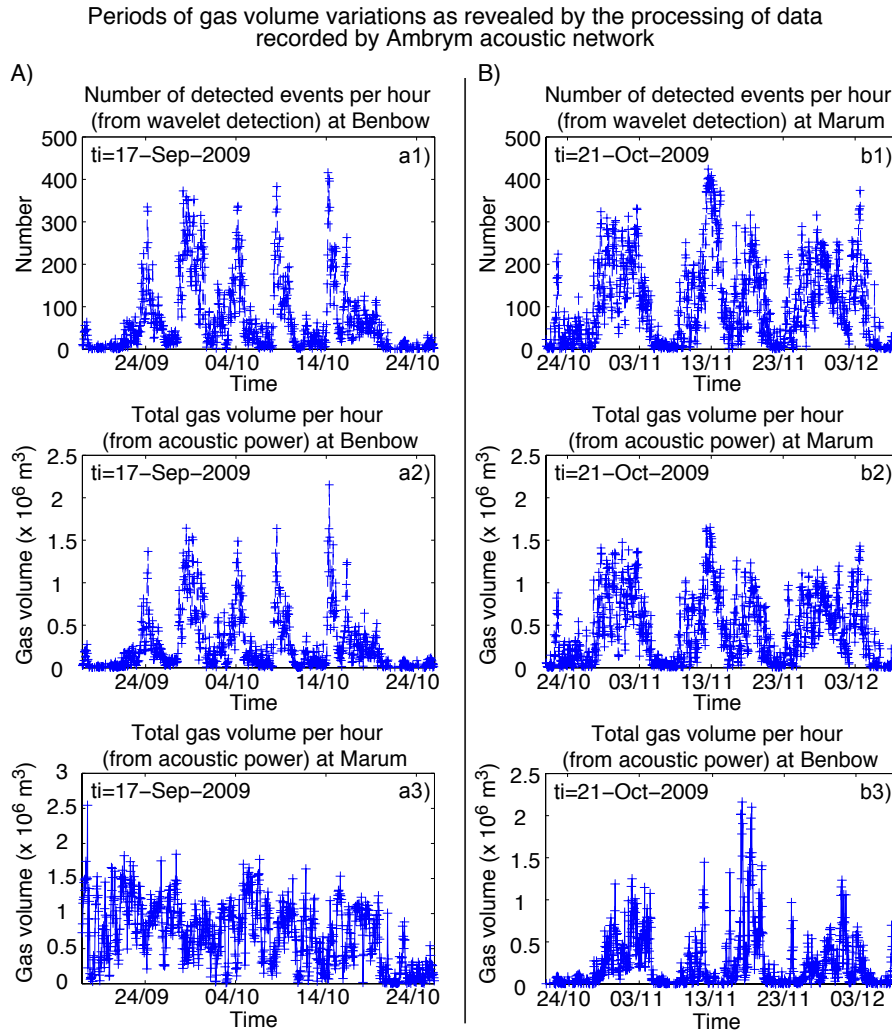 Periods of gas volume variations as revealed by the processing of data
recorded by Ambrym acoustic network
A)
Number of detected events per hour
(from wavelet detection) at Benbow
ti=17-Sep-2009
a1)
Number
500
400
300
200
100
0
24/09 04/10 14/10 24/10
Time
Total gas volume per hour
(from acoustic power) at Benbow
ti=17-Sep-2009
a2)
Gas volume (x 10⁶ m³)
2.5
2
1.5
1
0.5
0
24/09 04/10 14/10 24/10
Time
Total gas volume per hour
(from acoustic power) at Marum
ti=17-Sep-2009
a3)
Gas volume (x 10⁶ m³)
3
2.5
2
1.5
1
0.5
0
24/09 04/10 14/10 24/10
Time
B)
Number of detected events per hour
(from wavelet detection) at Marum
ti=21-Oct-2009
b1)
Number
500
400
300
200
100
0
24/10 03/11 13/11 23/11 03/12
Time
Total gas volume per hour
(from acoustic power) at Marum
ti=21-Oct-2009
b2)
Gas volume (x 10⁶ m³)
2.5
2
1.5
1
0.5
0
24/10 03/11 13/11 23/11 03/12
Time
Total gas volume per hour
(from acoustic power) at Benbow
ti=21-Oct-2009
b3)
Gas volume (x 10⁶ m³)
2.5
2
1.5
1
0.5
0
24/10 03/11 13/11 23/11 03/12
Time